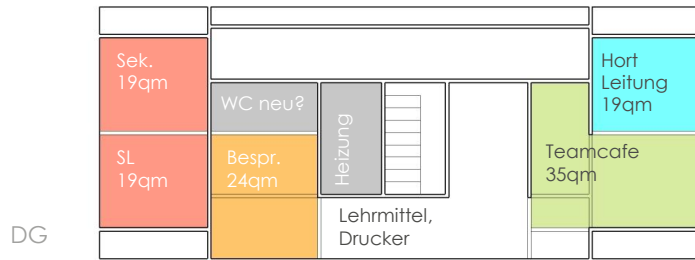 Sek.
19qm
WC neu?
Hort
Leitung
19qm
SL
19qm
Bespr.
24qm
Heizung
Teamcafe
35qm
Lehrmittel,
Drucker
DG